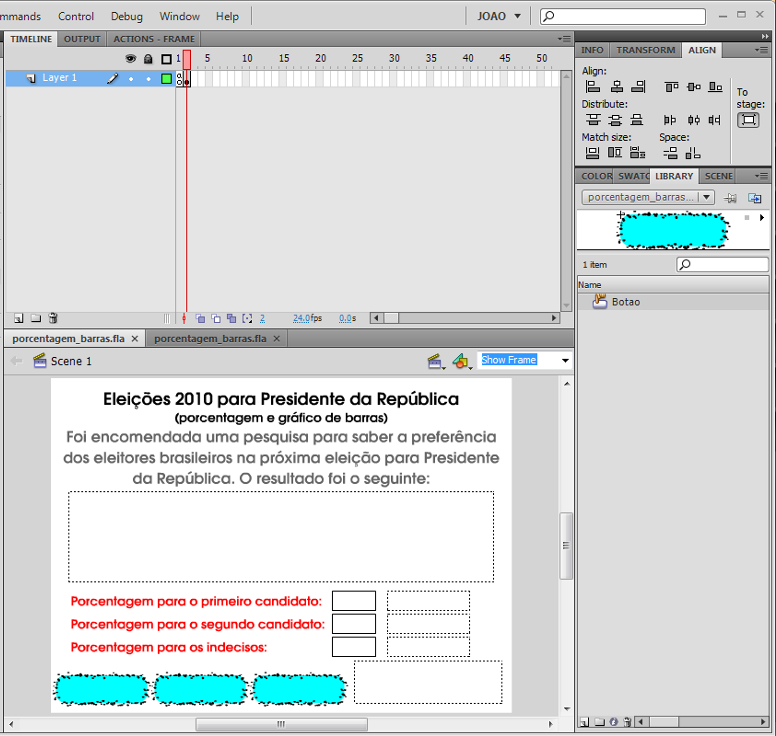 mmands Control Debug Window Help JOAO
TIMELINE OUTPUT ACTIONS - FRAME
1 5 10 15 20 25 30 35 40 45 50
Layer 1
2 24.0fps 0.0s
INFO TRANSFORM ALIGN
Align:
To
stage:
Distribute:
Match size: Space:
COLOR SWATC LIBRARY SCENE
porcentagem_barras...
1 item
Name
Botao
porcentagem_barras.fla porcentagem_barras.fla
Scene 1 Show Frame
Eleições 2010 para Presidente da República
(porcentagem e gráfico de barras)
Foi encomendada uma pesquisa para saber a preferência
dos eleitores brasileiros na próxima eleição para Presidente
da República. O resultado foi o seguinte:
Porcentagem para o primeiro candidato:
Porcentagem para o segundo candidato:
Porcentagem para os indecisos: